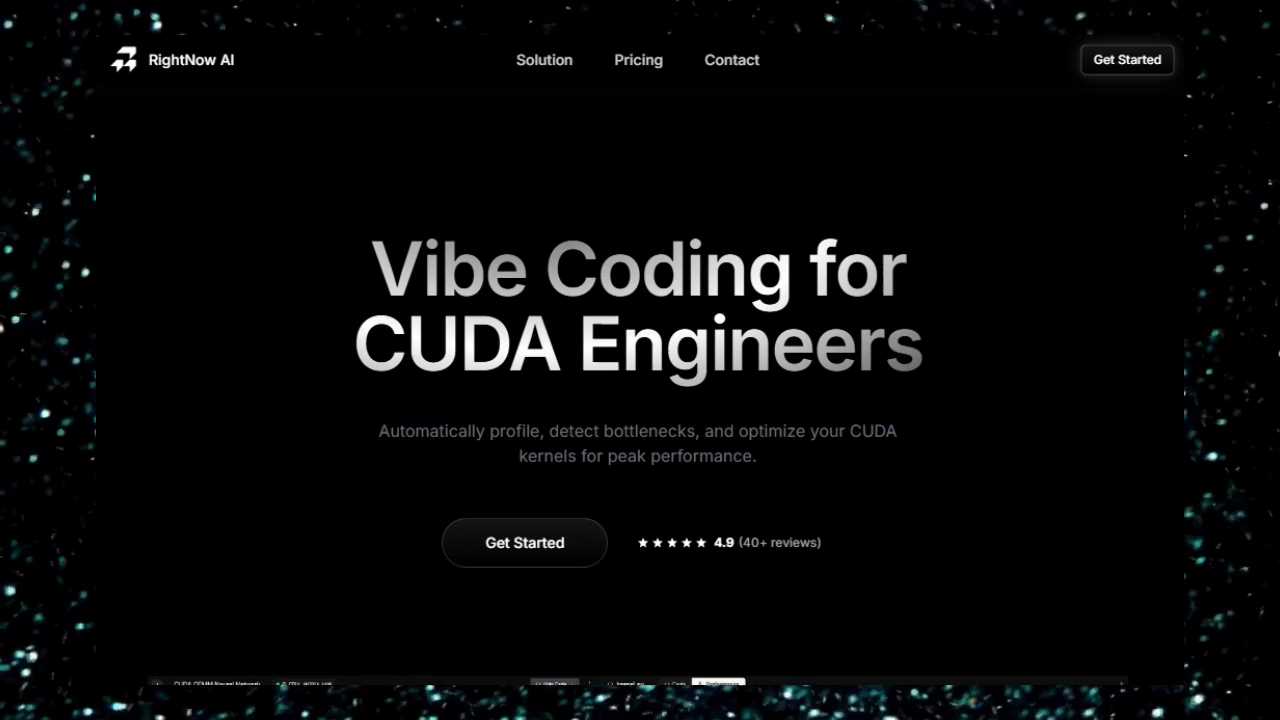 RightNow AI
Solution
Pricing
Contact
Get Started
Vibe Coding for
CUDA Engineers
Automatically profile, detect bottlenecks, and optimize your CUDA
kernels for peak performance.
Get Started
★★★★★ 4.9 (40+ reviews)